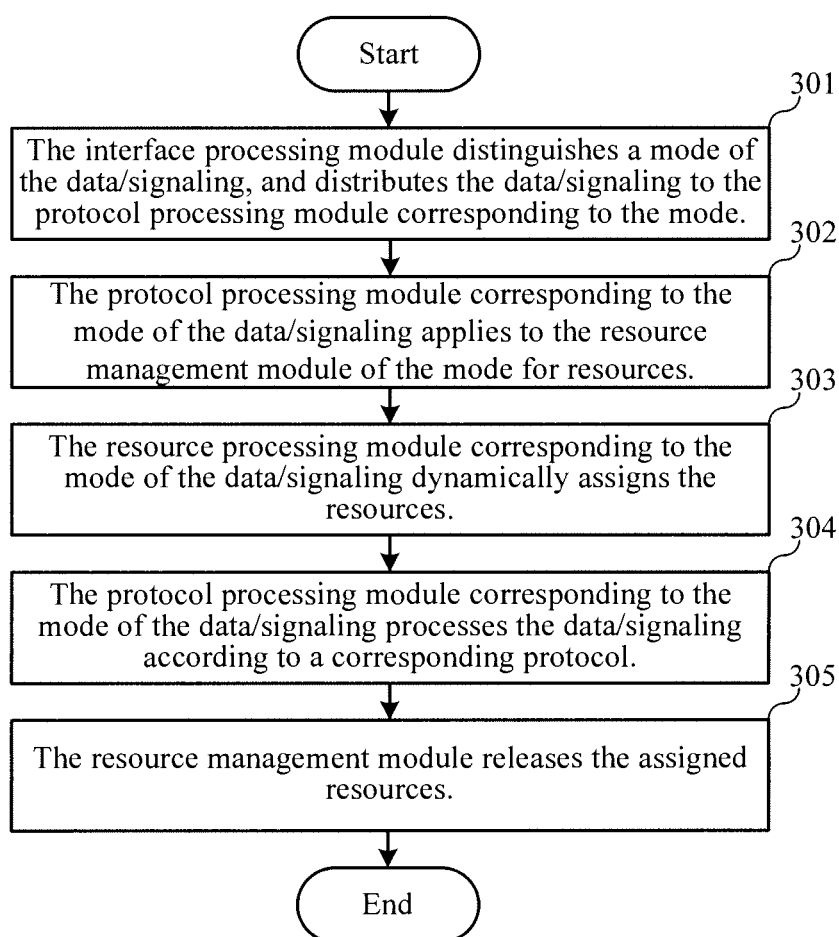 Start
301
The interface processing module distinguishes a mode of
the data/signaling, and distributes the data/signaling to the
protocol processing module corresponding to the mode.
302
The protocol processing module corresponding to the
mode of the data/signaling applies to the resource
management module of the mode for resources.
303
The resource processing module corresponding to the
mode of the data/signaling dynamically assigns the
resources.
304
The protocol processing module corresponding to the
mode of the data/signaling processes the data/signaling
according to a corresponding protocol.
305
The resource management module releases the assigned
resources.
End